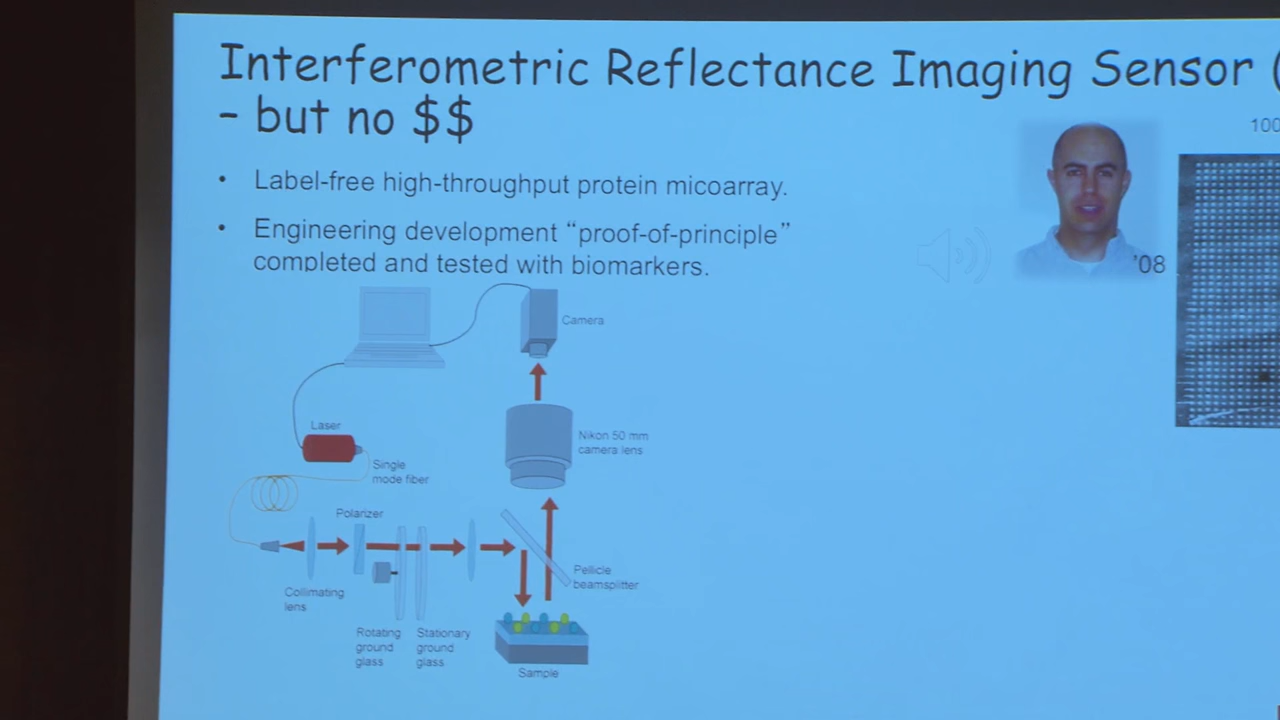 Interferometric Reflectance Imaging Sensor (
– but no $$
100
• Label-free high-throughput protein micoarray.
• Engineering development “proof-of-principle”
completed and tested with biomarkers.
’08
Camera
Laser
Nikon 50 mm
camera lens
Single
mode fiber
Polarizer
Pellicle
beamsplitter
Collimating
lens
Rotating
ground
glass
Stationary
ground
glass
Sample